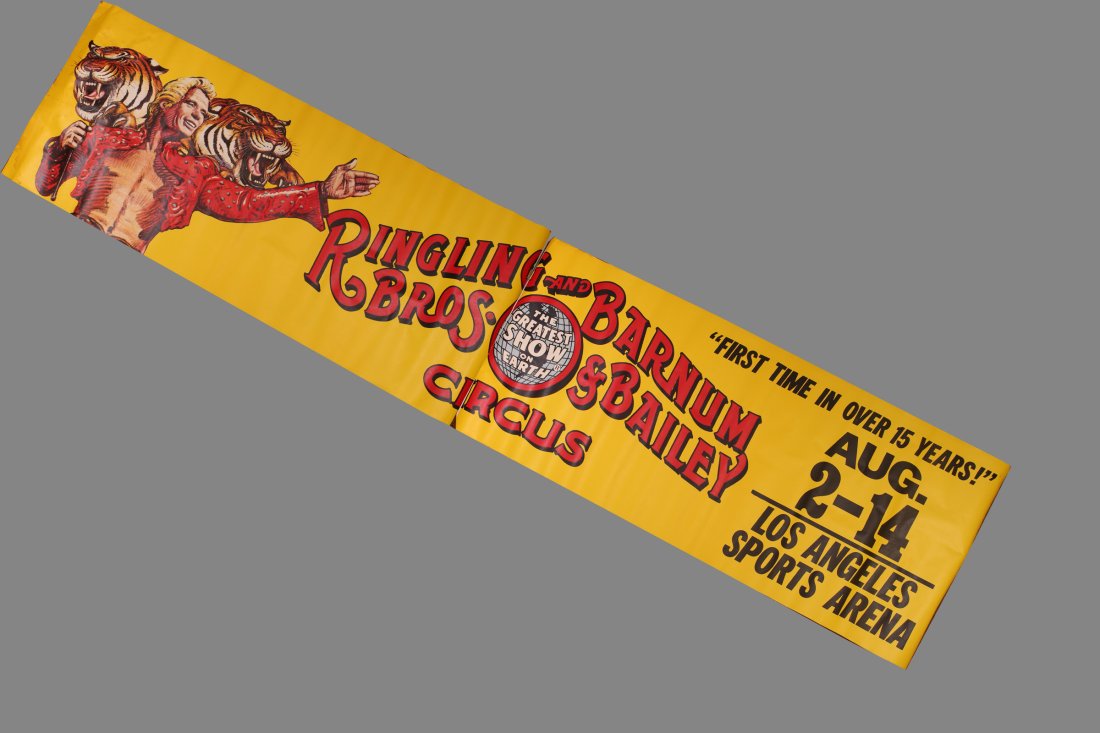 RINGLING AND BARNUM
BROS. & BAILEY
THE
GREATEST
SHOW
ON
EARTH
CIRCUS
"FIRST TIME IN OVER 15 YEARS!"
AUG.
2-14
LOS ANGELES
SPORTS ARENA